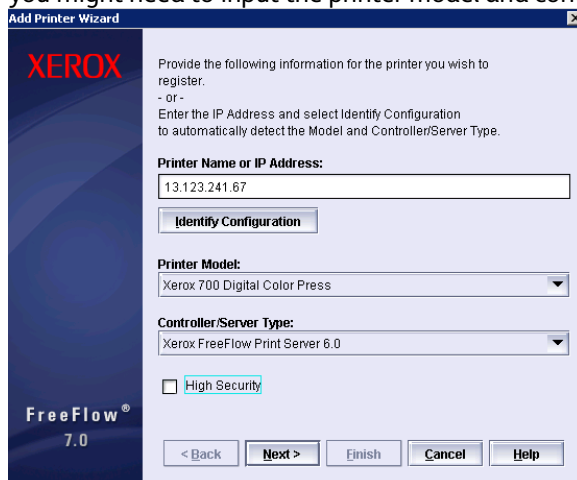 you might need to input the printer model and con
Add Printer Wizard
XEROX
Provide the following information for the printer you wish to
register.
- or -
Enter the IP Address and select Identify Configuration
to automatically detect the Model and Controller/Server Type.
Printer Name or IP Address:
13.123.241.67
Identify Configuration
Printer Model:
Xerox 700 Digital Color Press
Controller/Server Type:
Xerox FreeFlow Print Server 6.0
High Security
FreeFlow®
7.0
< Back Next > Finish Cancel Help